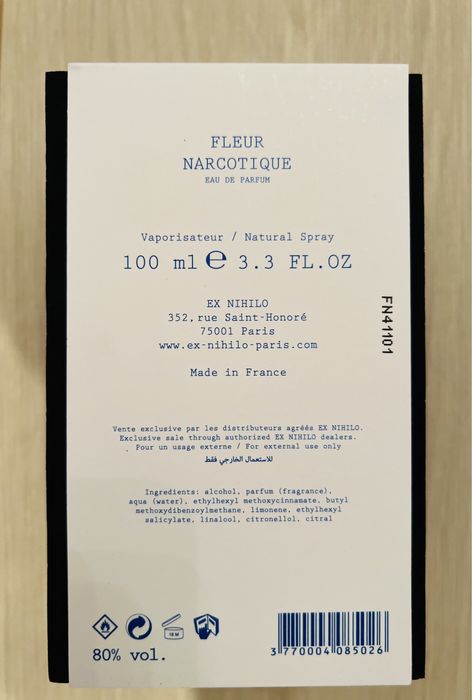 FLEUR
NARCOTIQUE
EAU DE PARFUM
Vaporisateur / Natural Spray
100 ml ℮ 3.3 FL.OZ
EX NIHILO
352, rue Saint-Honoré
75001 Paris
www.ex-nihilo-paris.com
FN41101
Made in France
Vente exclusive par les distributeurs agréés EX NIHILO.
Exclusive sale through authorized EX NIHILO dealers.
Pour un usage externe / For external use only
للاستعمال الخارجي فقط
Ingredients: alcohol, parfum (fragrance),
aqua (water), ethylhexyl methoxycinnamate, butyl
methoxydibenzoylmethane, limonene, ethylhexyl
salicylate, linalool, citronellol, citral
18 M
80% vol.
3 770004 085026